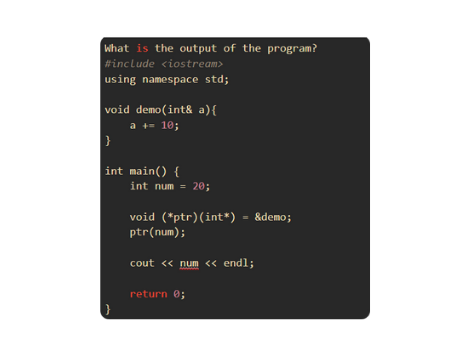 What is the output of the program?
#include <iostream>
using namespace std;
void demo(int& a){
a += 10;
}
int main() {
int num = 20;
void (*ptr)(int*) = &demo;
ptr(num);
cout << num << endl;
return 0;
}